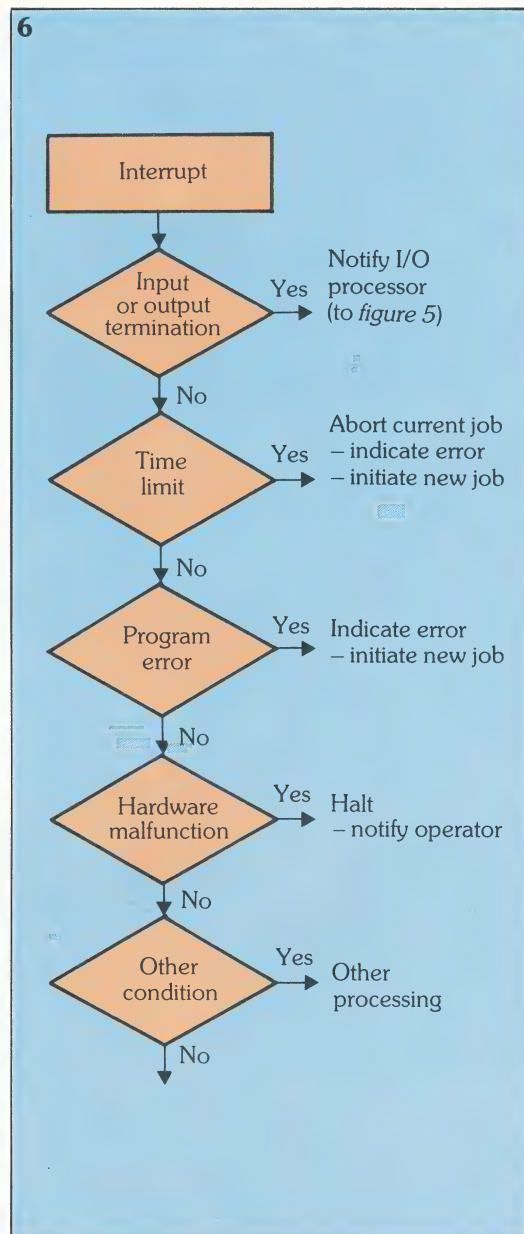 6
Interrupt
Input
or output
termination
Yes
Notify I/O
processor
(to figure 5)
No
Time
limit
Yes
Abort current job
– indicate error
– initiate new job
No
Program
error
Yes
Indicate error
– initiate new job
No
Hardware
malfunction
Yes
Halt
– notify operator
No
Other
condition
Yes
Other
processing
No